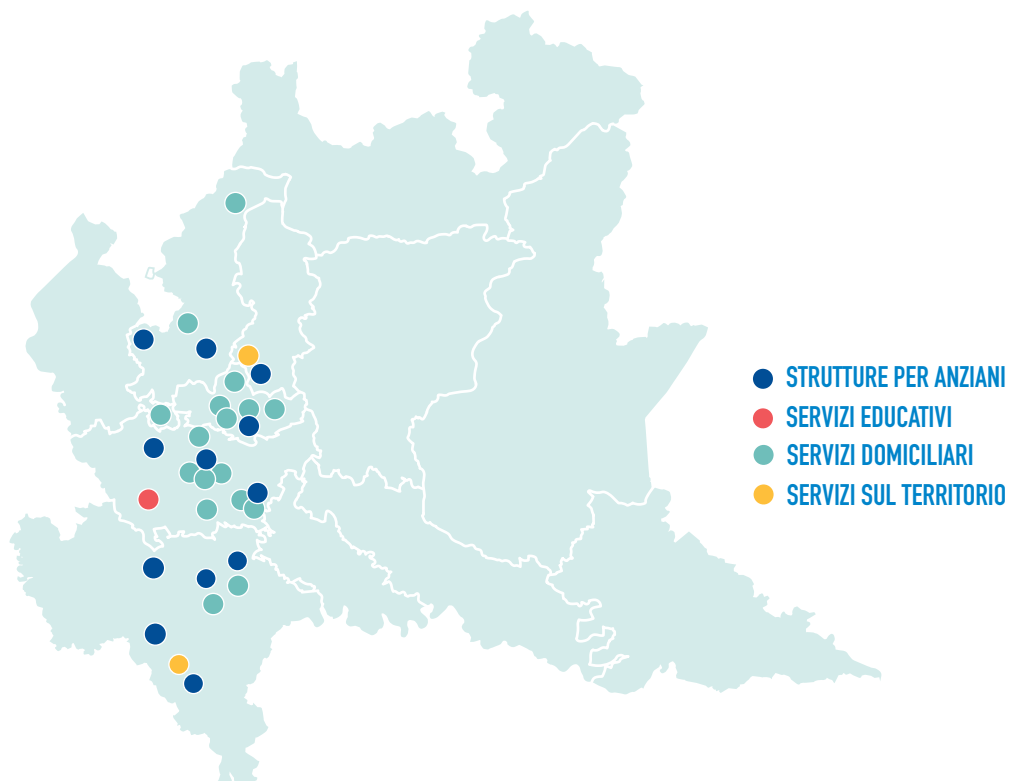 STRUTTURE PER ANZIANI
SERVIZI EDUCATIVI
SERVIZI DOMICILIARI
SERVIZI SUL TERRITORIO